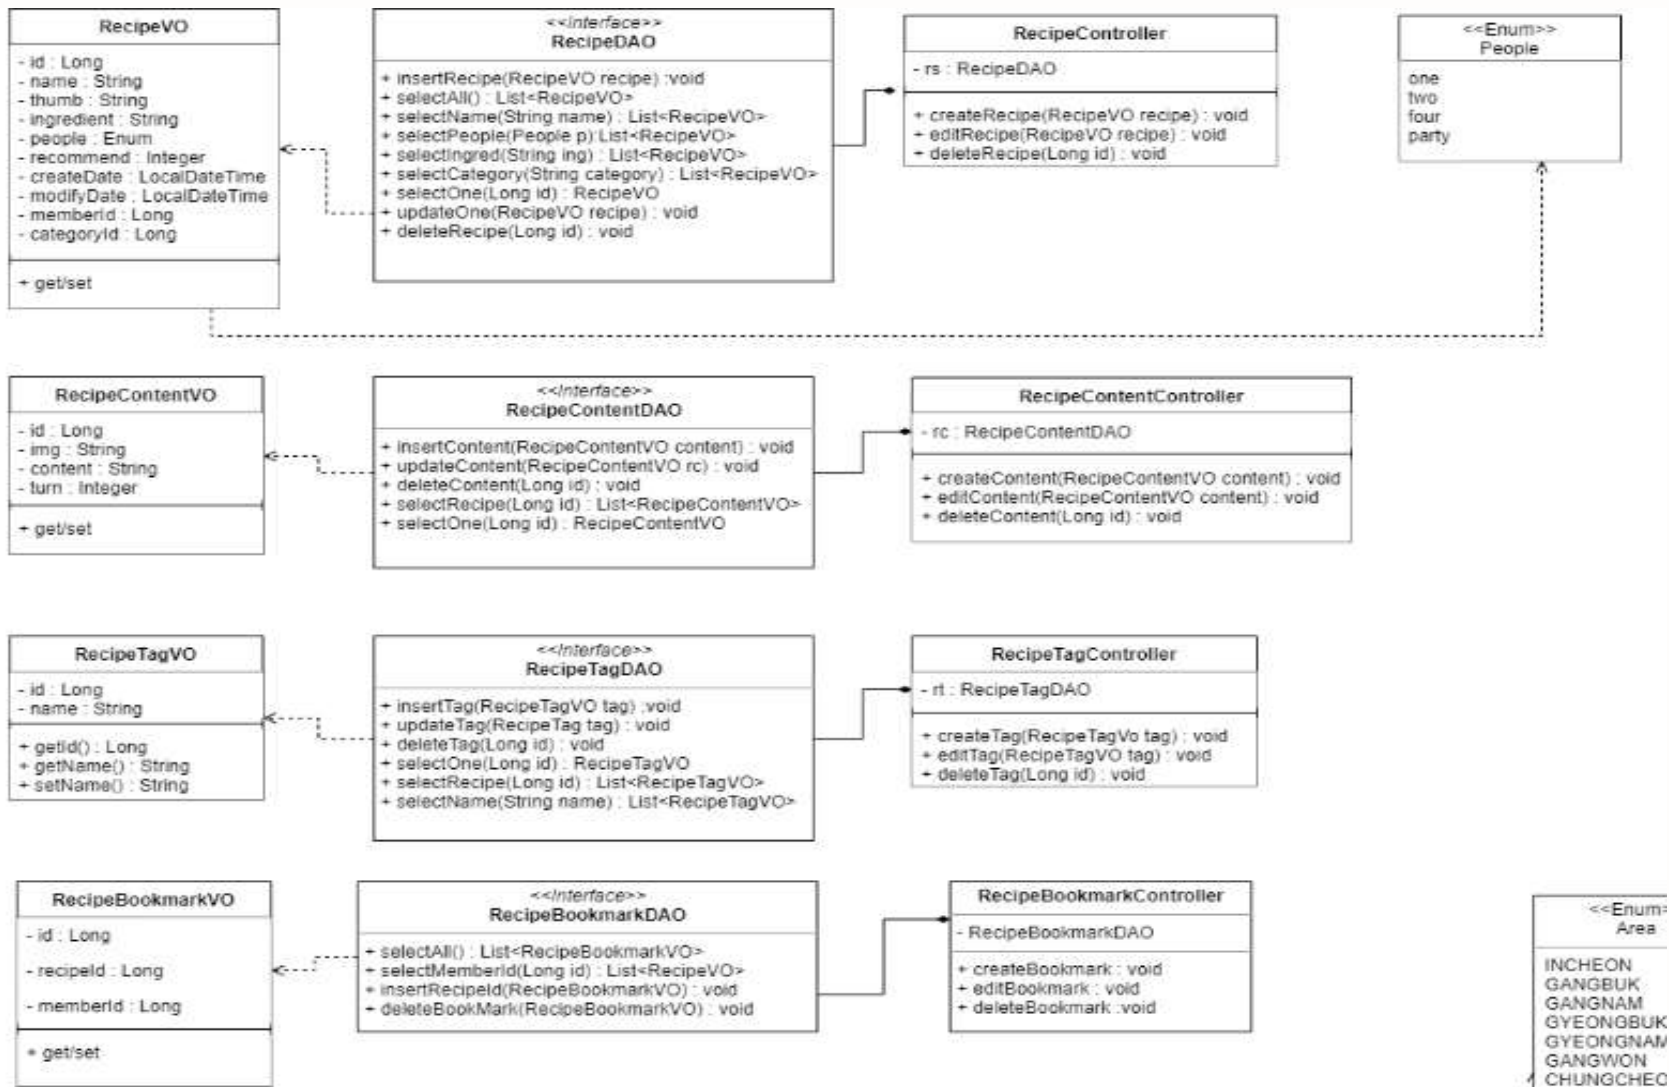 RecipeVO
- id : Long
- name : String
- thumb : String
- ingredient : String
- people : Enum
- recommend : Integer
- createDate : LocalDateTime
- modifyDate : LocalDateTime
- memberId : Long
- categoryId : Long
+ get/set
<<Interface>>
RecipeDAO
+ insertRecipe(RecipeVO recipe) :void
+ selectAll() : List<RecipeVO>
+ selectName(String name) : List<RecipeVO>
+ selectPeople(People p):List<RecipeVO>
+ selectIngred(String ing) : List<RecipeVO>
+ selectCategory(String category) : List<RecipeVO>
+ selectOne(Long id) : RecipeVO
+ updateOne(RecipeVO recipe) : void
+ deleteRecipe(Long id) : void
RecipeController
- rs : RecipeDAO
+ createRecipe(RecipeVO recipe) : void
+ editRecipe(RecipeVO recipe) : void
+ deleteRecipe(Long id) : void
<<Enum>>
People
one
two
four
party
RecipeContentVO
- id : Long
- img : String
- content : String
- turn : Integer
+ get/set
<<Interface>>
RecipeContentDAO
+ insertContent(RecipeContentVO content) : void
+ updateContent(RecipeContentVO rc) : void
+ deleteContent(Long id) : void
+ selectRecipe(Long id) : List<RecipeContentVO>
+ selectOne(Long id) : RecipeContentVO
RecipeContentController
- rc : RecipeContentDAO
+ createContent(RecipeContentVO content) : void
+ editContent(RecipeContentVO content) : void
+ deleteContent(Long id) : void
RecipeTagVO
- id : Long
- name : String
+ getId() : Long
+ getName() : String
+ setName() : String
<<Interface>>
RecipeTagDAO
+ insertTag(RecipeTagVO tag) :void
+ updateTag(RecipeTag tag) : void
+ deleteTag(Long id) : void
+ selectOne(Long id) : RecipeTagVO
+ selectRecipe(Long id) : List<RecipeTagVO>
+ selectName(String name) : List<RecipeTagVO>
RecipeTagController
- rt : RecipeTagDAO
+ createTag(RecipeTagVo tag) : void
+ editTag(RecipeTagVO tag) : void
+ deleteTag(Long id) : void
RecipeBookmarkVO
- id : Long
- recipeId : Long
- memberId : Long
+ get/set
<<Interface>>
RecipeBookmarkDAO
+ selectAll() : List<RecipeBookmarkVO>
+ selectMemberId(Long id) : List<RecipeVO>
+ insertRecipeId(RecipeBookmarkVO) : void
+ deleteBookMark(RecipeBookmarkVO) : void
RecipeBookmarkController
- RecipeBookmarkDAO
+ createBookmark : void
+ editBookmark : void
+ deleteBookmark :void
<<Enum>
Area
INCHEON
GANGBUK
GANGNAM
GYEONGBUK
GYEONGNAM
GANGWON
CHUNGCHEO